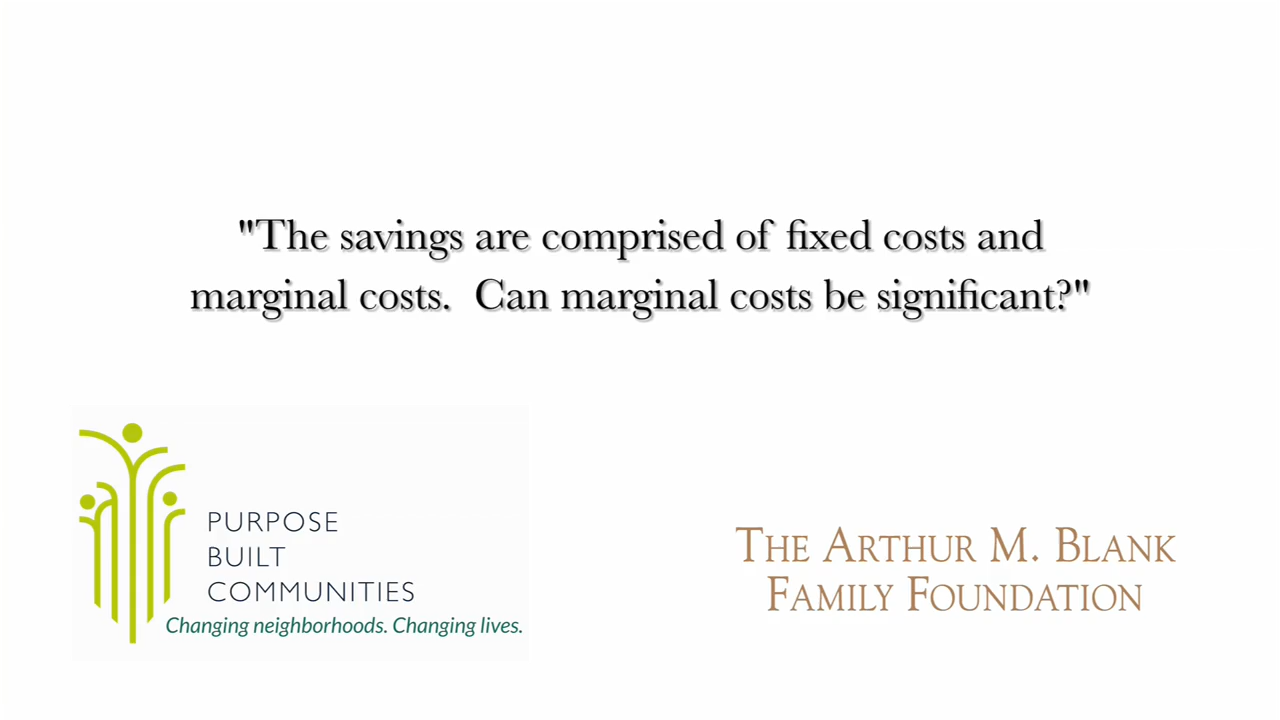 "The savings are comprised of fixed costs and
marginal costs.  Can marginal costs be significant?"
PURPOSE
BUILT
COMMUNITIES
Changing neighborhoods. Changing lives.
THE ARTHUR M. BLANK
FAMILY FOUNDATION